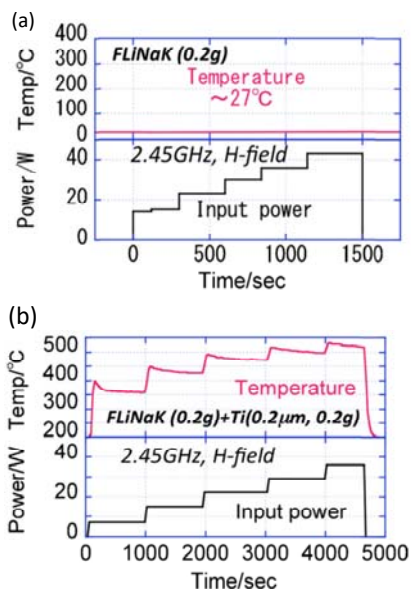 (a)
400
300
200
100
0
Temp/℃
FLiNaK (0.2g)
Temperature
~27℃
40
20
0
Power/W
2.45GHz, H-field
Input power
0
500
1000
1500
Time/sec
(b)
500
400
300
200
Temp/℃
Temperature
FLiNaK (0.2g)+Ti(0.2μm, 0.2g)
40
20
0
Power/W
2.45GHz, H-field
Input power
0 1000 2000 3000 4000 5000
Time/sec